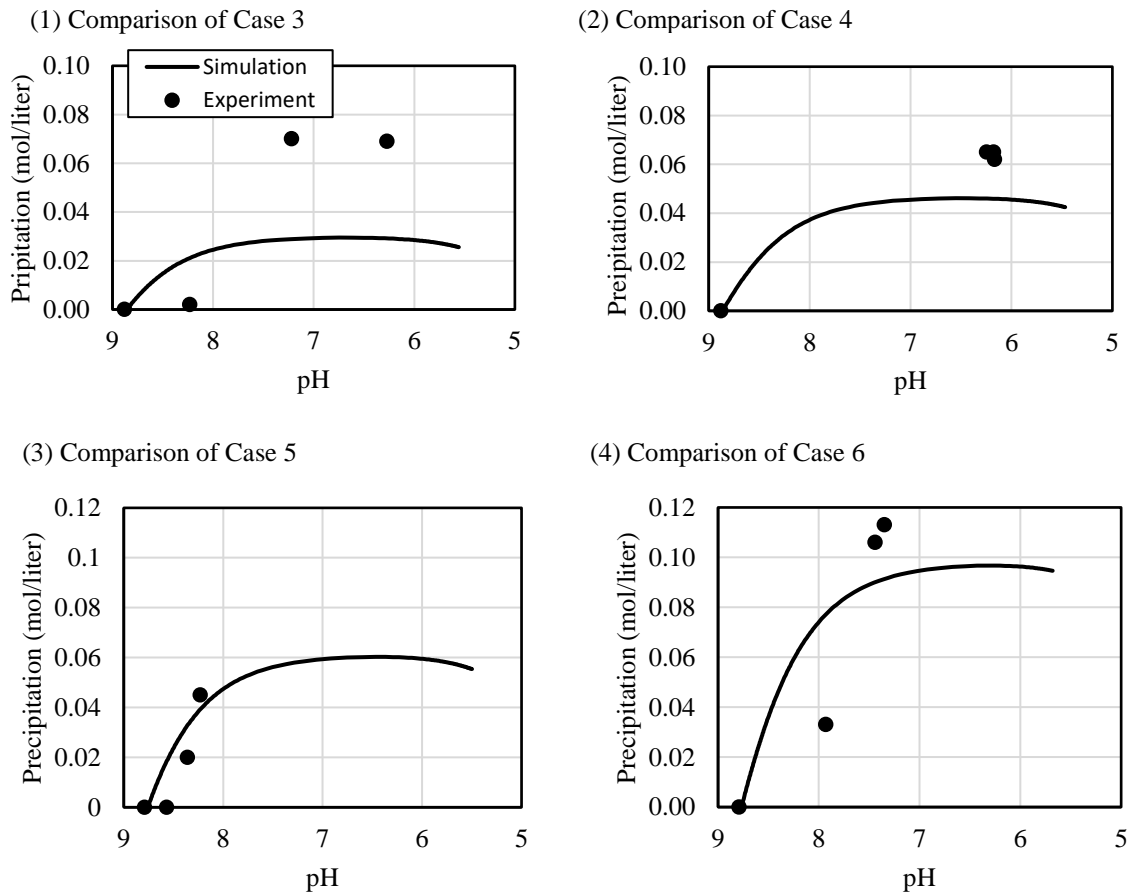 (1) Comparison of Case 3
Simulation
Experiment
Pripitation (mol/liter)
0.10
0.08
0.06
0.04
0.02
0.00
9 8 7 6 5
pH
(2) Comparison of Case 4
Preipitation (mol/liter)
0.10
0.08
0.06
0.04
0.02
0.00
9 8 7 6 5
pH
(3) Comparison of Case 5
Precipitation (mol/liter)
0.12
0.1
0.08
0.06
0.04
0.02
0
9 8 7 6 5
pH
(4) Comparison of Case 6
Precipitation (mol/liter)
0.12
0.10
0.08
0.06
0.04
0.02
0.00
9 8 7 6 5
pH